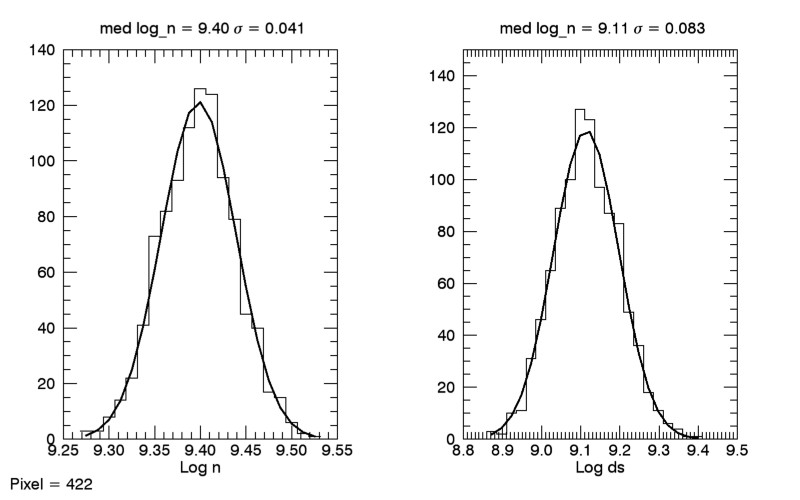 med log_n = 9.40 σ = 0.041
140
120
100
80
60
40
20
0
9.25 9.30 9.35 9.40 9.45 9.50 9.55
Log n
med log_n = 9.11 σ = 0.083
140
120
100
80
60
40
20
0
8.8 8.9 9.0 9.1 9.2 9.3 9.4 9.5
Log ds
Pixel = 422